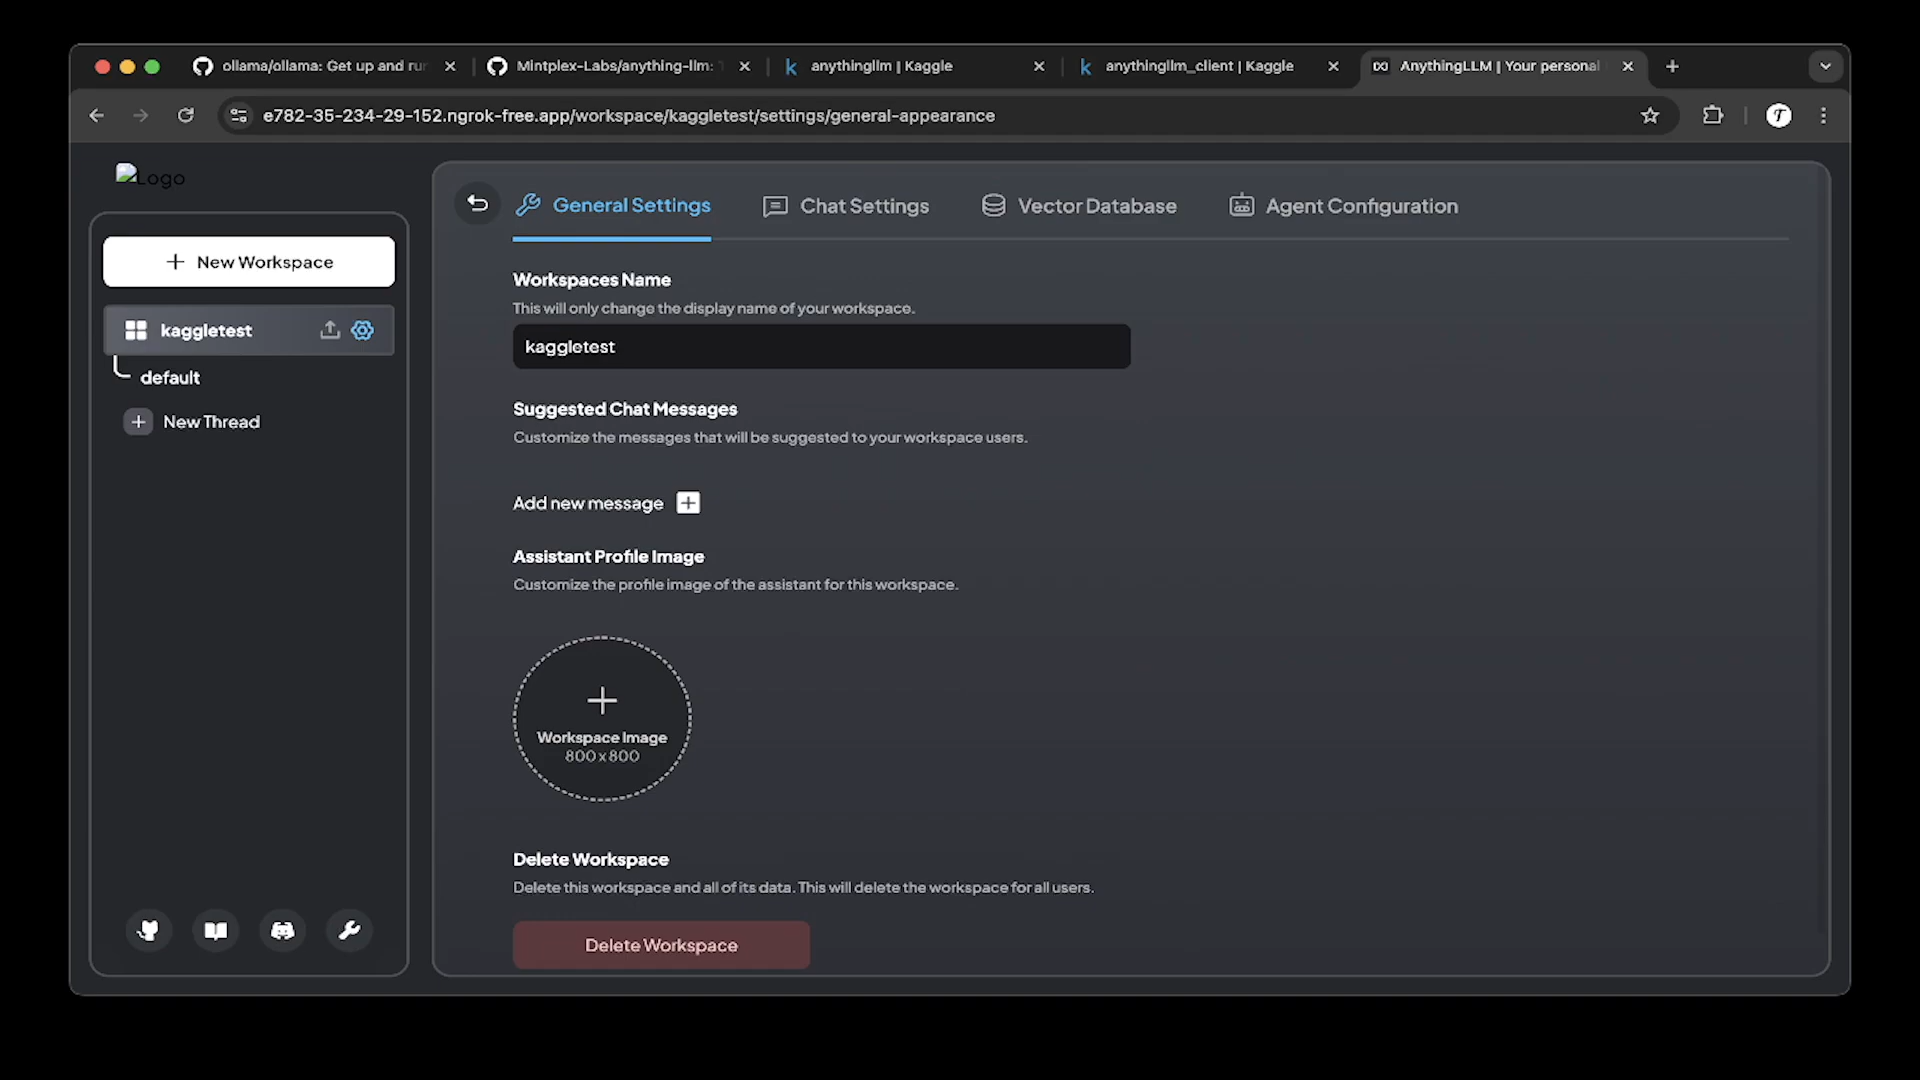 ollama/ollama: Get up and rur
Mintplex-Labs/anything-llm: T
anythingllm | Kaggle
anythingllm_client | Kaggle
AnythingLLM | Your personal
e782-35-234-29-152.ngrok-free.app/workspace/kaggletest/settings/general-appearance
Logo
New Workspace
kaggletest
default
New Thread
General Settings
Chat Settings
Vector Database
Agent Configuration
Workspaces Name
This will only change the display name of your workspace.
kaggletest
Suggested Chat Messages
Customize the messages that will be suggested to your workspace users.
Add new message
Assistant Profile Image
Customize the profile image of the assistant for this workspace.
Workspace Image
800 x 800
Delete Workspace
Delete this workspace and all of its data. This will delete the workspace for all users.
Delete Workspace